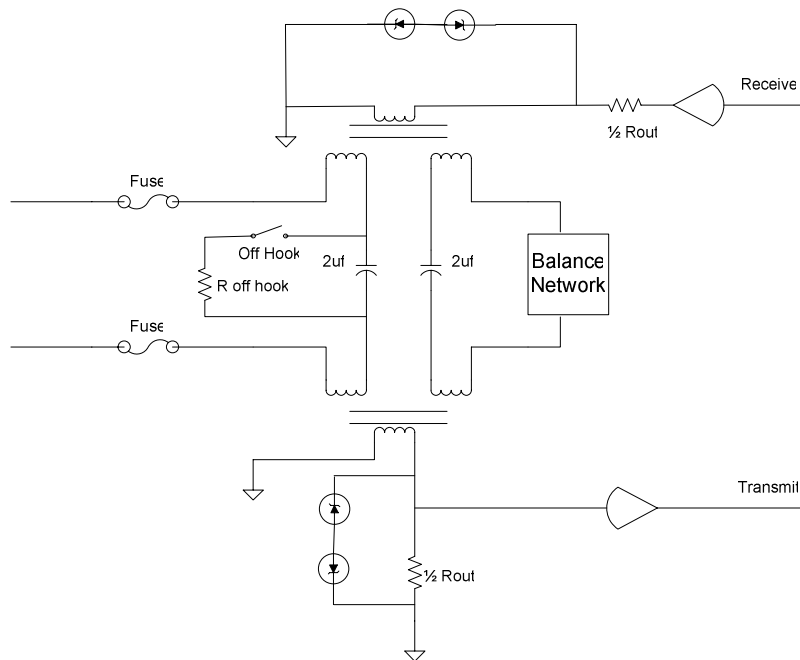 Receive
½ Rout
Fuse
Off Hook
2uf
2uf
R off hook
Balance
Network
Fuse
Transmit
½ Rout